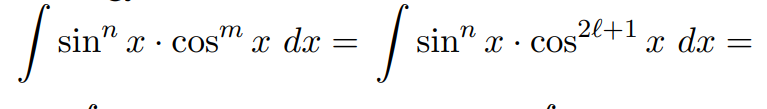 ∫ sinⁿ x · cosᵐ x dx = ∫ sinⁿ x · cos²ℓ⁺¹ x dx =